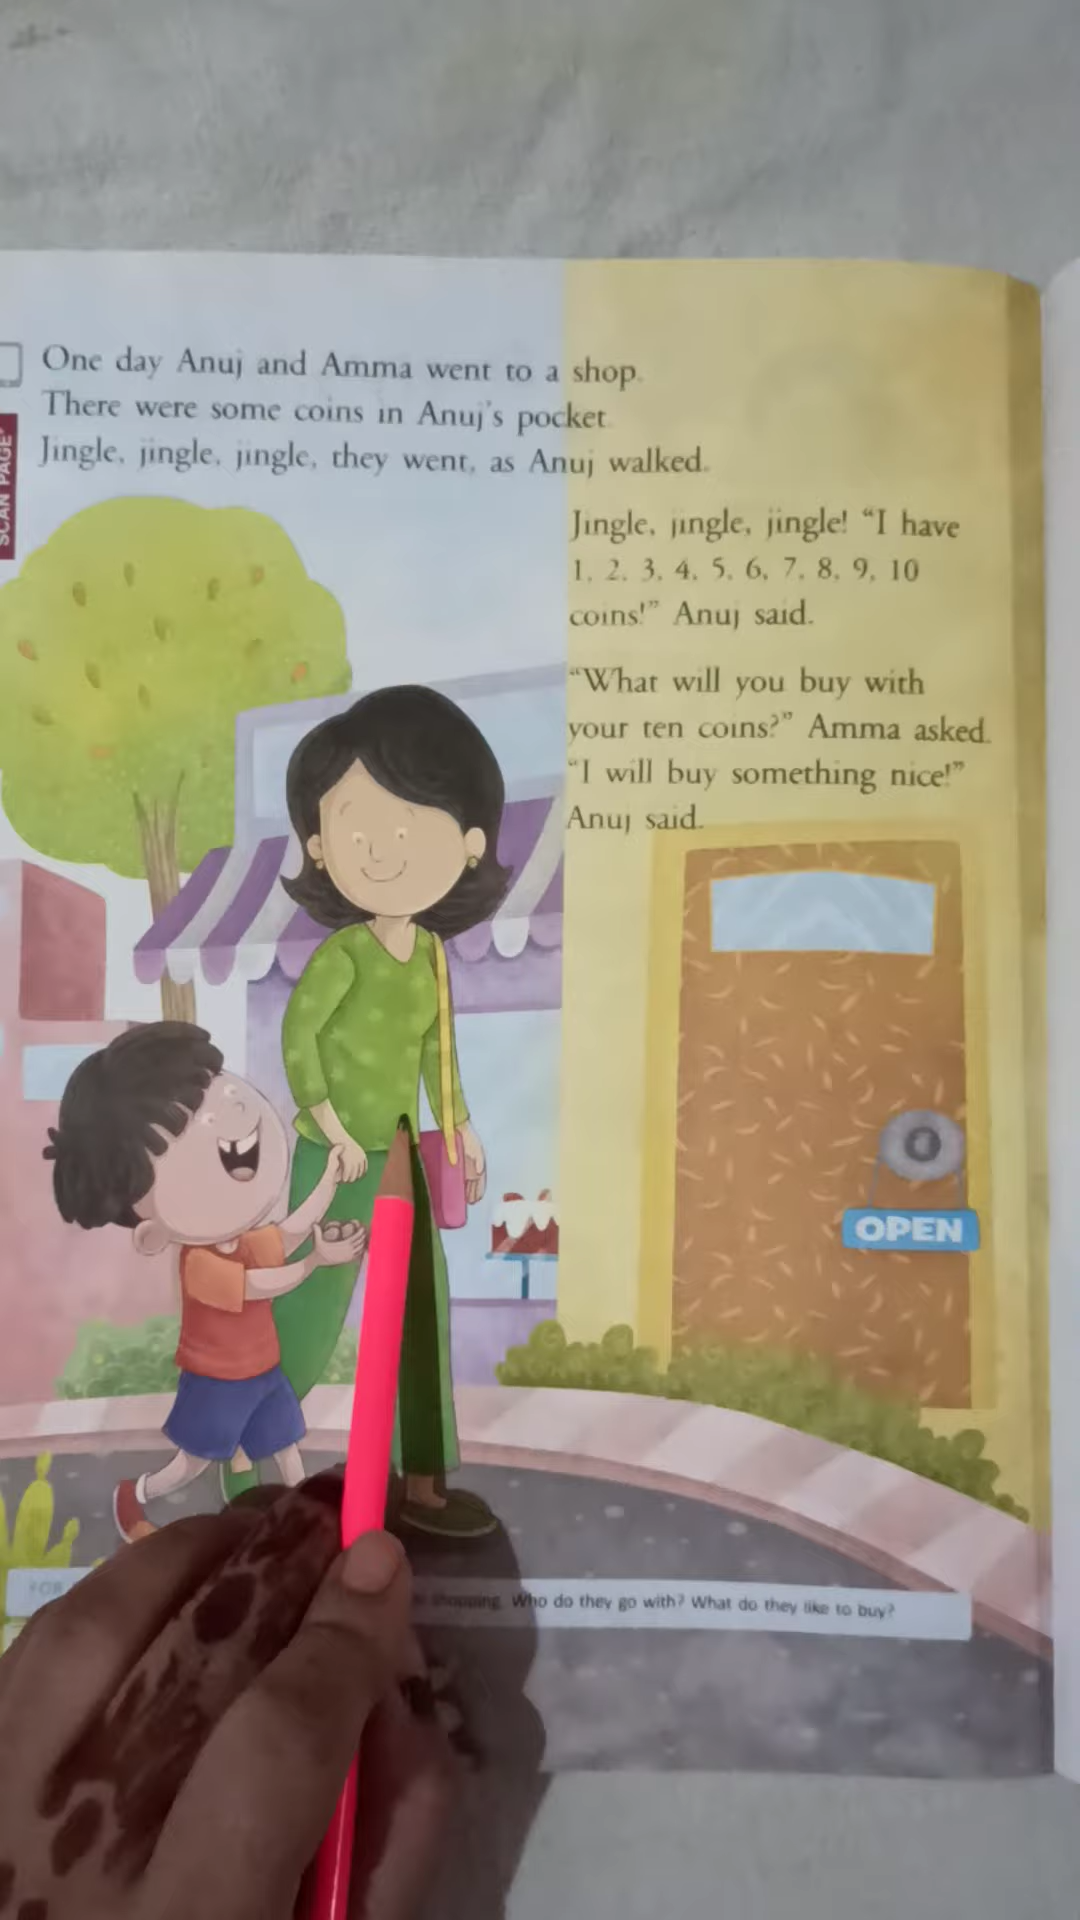 One day Anuj and Amma went to a shop.
There were some coins in Anuj's pocket.
Jingle, jingle, jingle, they went, as Anuj walked.
Jingle, jingle, jingle! “I have
1, 2, 3, 4, 5, 6, 7, 8, 9, 10
coins!” Anuj said.
“What will you buy with
your ten coins?” Amma asked.
“I will buy something nice!”
Anuj said.
SCAN PAGE
OPEN
FOR shopping. Who do they go with? What do they like to buy?